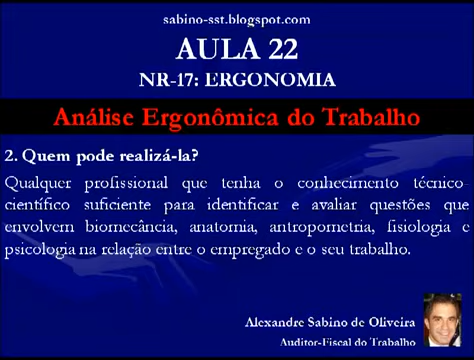 sabino-sst.blogspot.com
AULA 22
NR-17: ERGONOMIA
Análise Ergonômica do Trabalho
2. Quem pode realizá-la?
Qualquer profissional que tenha o conhecimento técnico-
científico suficiente para identificar e avaliar questões que
envolvem biomecância, anatomia, antropometria, fisiologia e
psicologia na relação entre o empregado e o seu trabalho.
Alexandre Sabino de Oliveira
Auditor-Fiscal do Trabalho